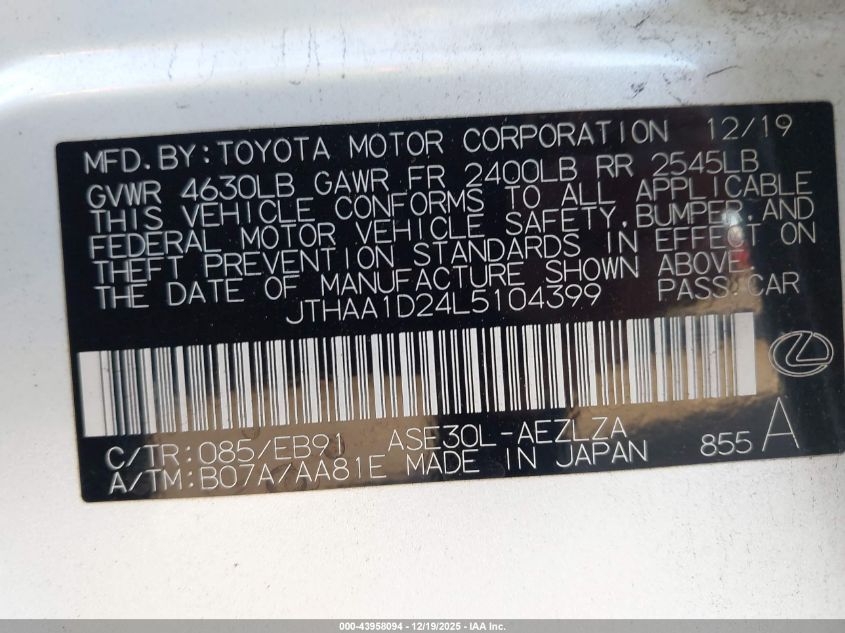 MFD. BY: TOYOTA MOTOR CORPORATION 12/19
GVWR 4630LB GAWR FR 2400LB RR 2545LB
THIS VEHICLE CONFORMS TO ALL APPLICABLE
FEDERAL MOTOR VEHICLE SAFETY, BUMPER, AND
THEFT PREVENTION STANDARDS IN EFFECT ON
THE DATE OF MANUFACTURE SHOWN ABOVE.
JTHAA1D24L5104399 PASS. CAR
C/TR: 085/EB91 ASE30L-AEZLZA
A/TM: B07A/AA81E MADE IN JAPAN 855 A
000-43958094 - 12/19/2025 - IAA Inc.